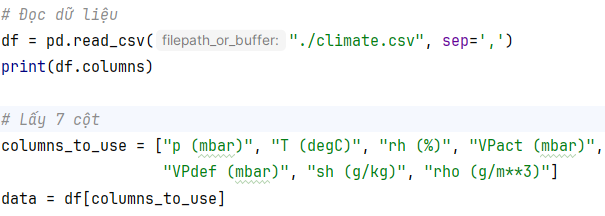 # Đọc dữ liệu
df = pd.read_csv( filepath_or_buffer: "./climate.csv", sep=',')
print(df.columns)
# Lấy 7 cột
columns_to_use = ["p (mbar)", "T (degC)", "rh (%)", "VPact (mbar)",
"VPdef (mbar)", "sh (g/kg)", "rho (g/m**3)"]
data = df[columns_to_use]